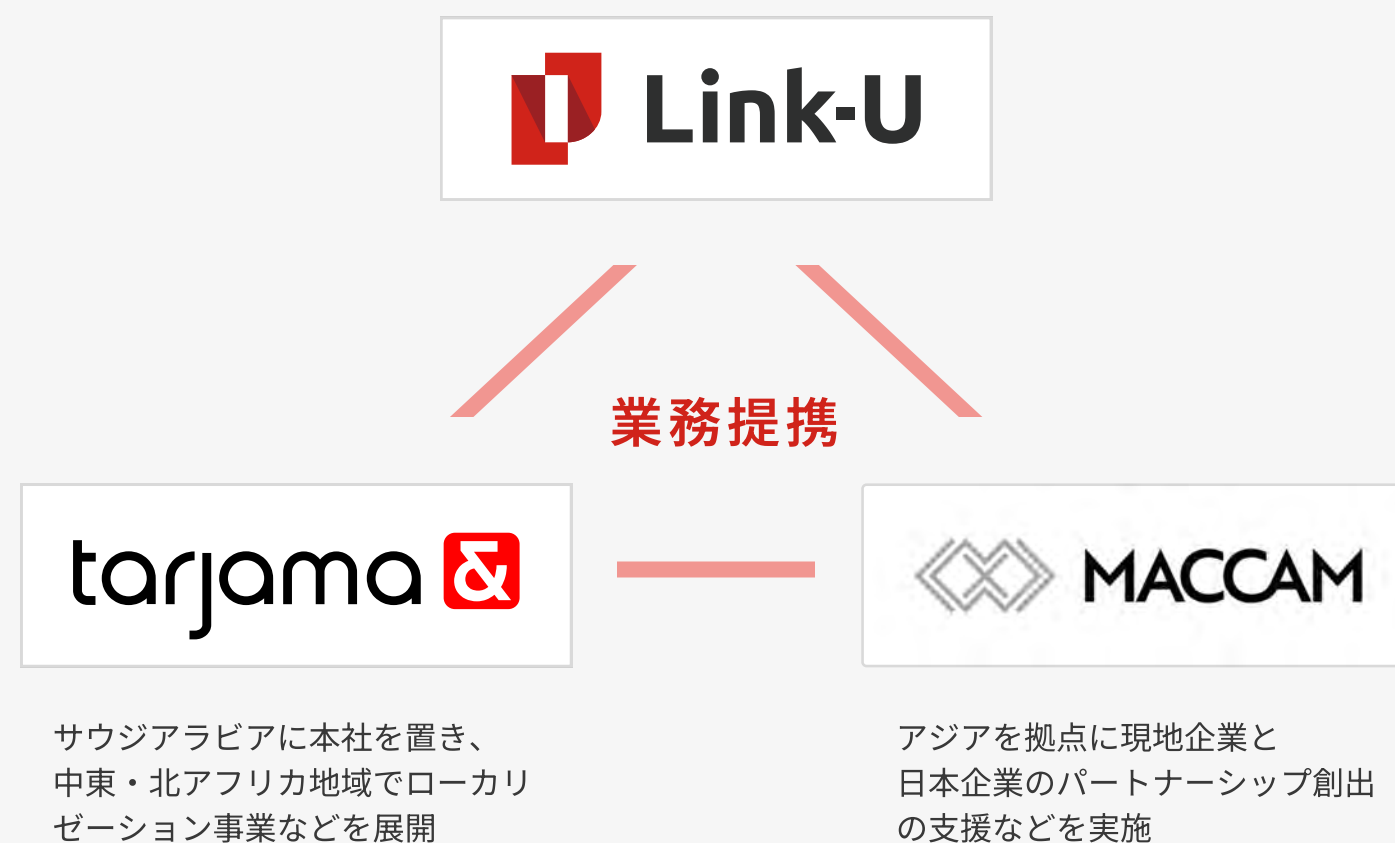 Link-U
業務提携
tarjama &
MACCAM
サウジアラビアに本社を置き、
中東・北アフリカ地域でローカリ
ゼーション事業などを展開
アジアを拠点に現地企業と
日本企業のパートナーシップ創出
の支援などを実施